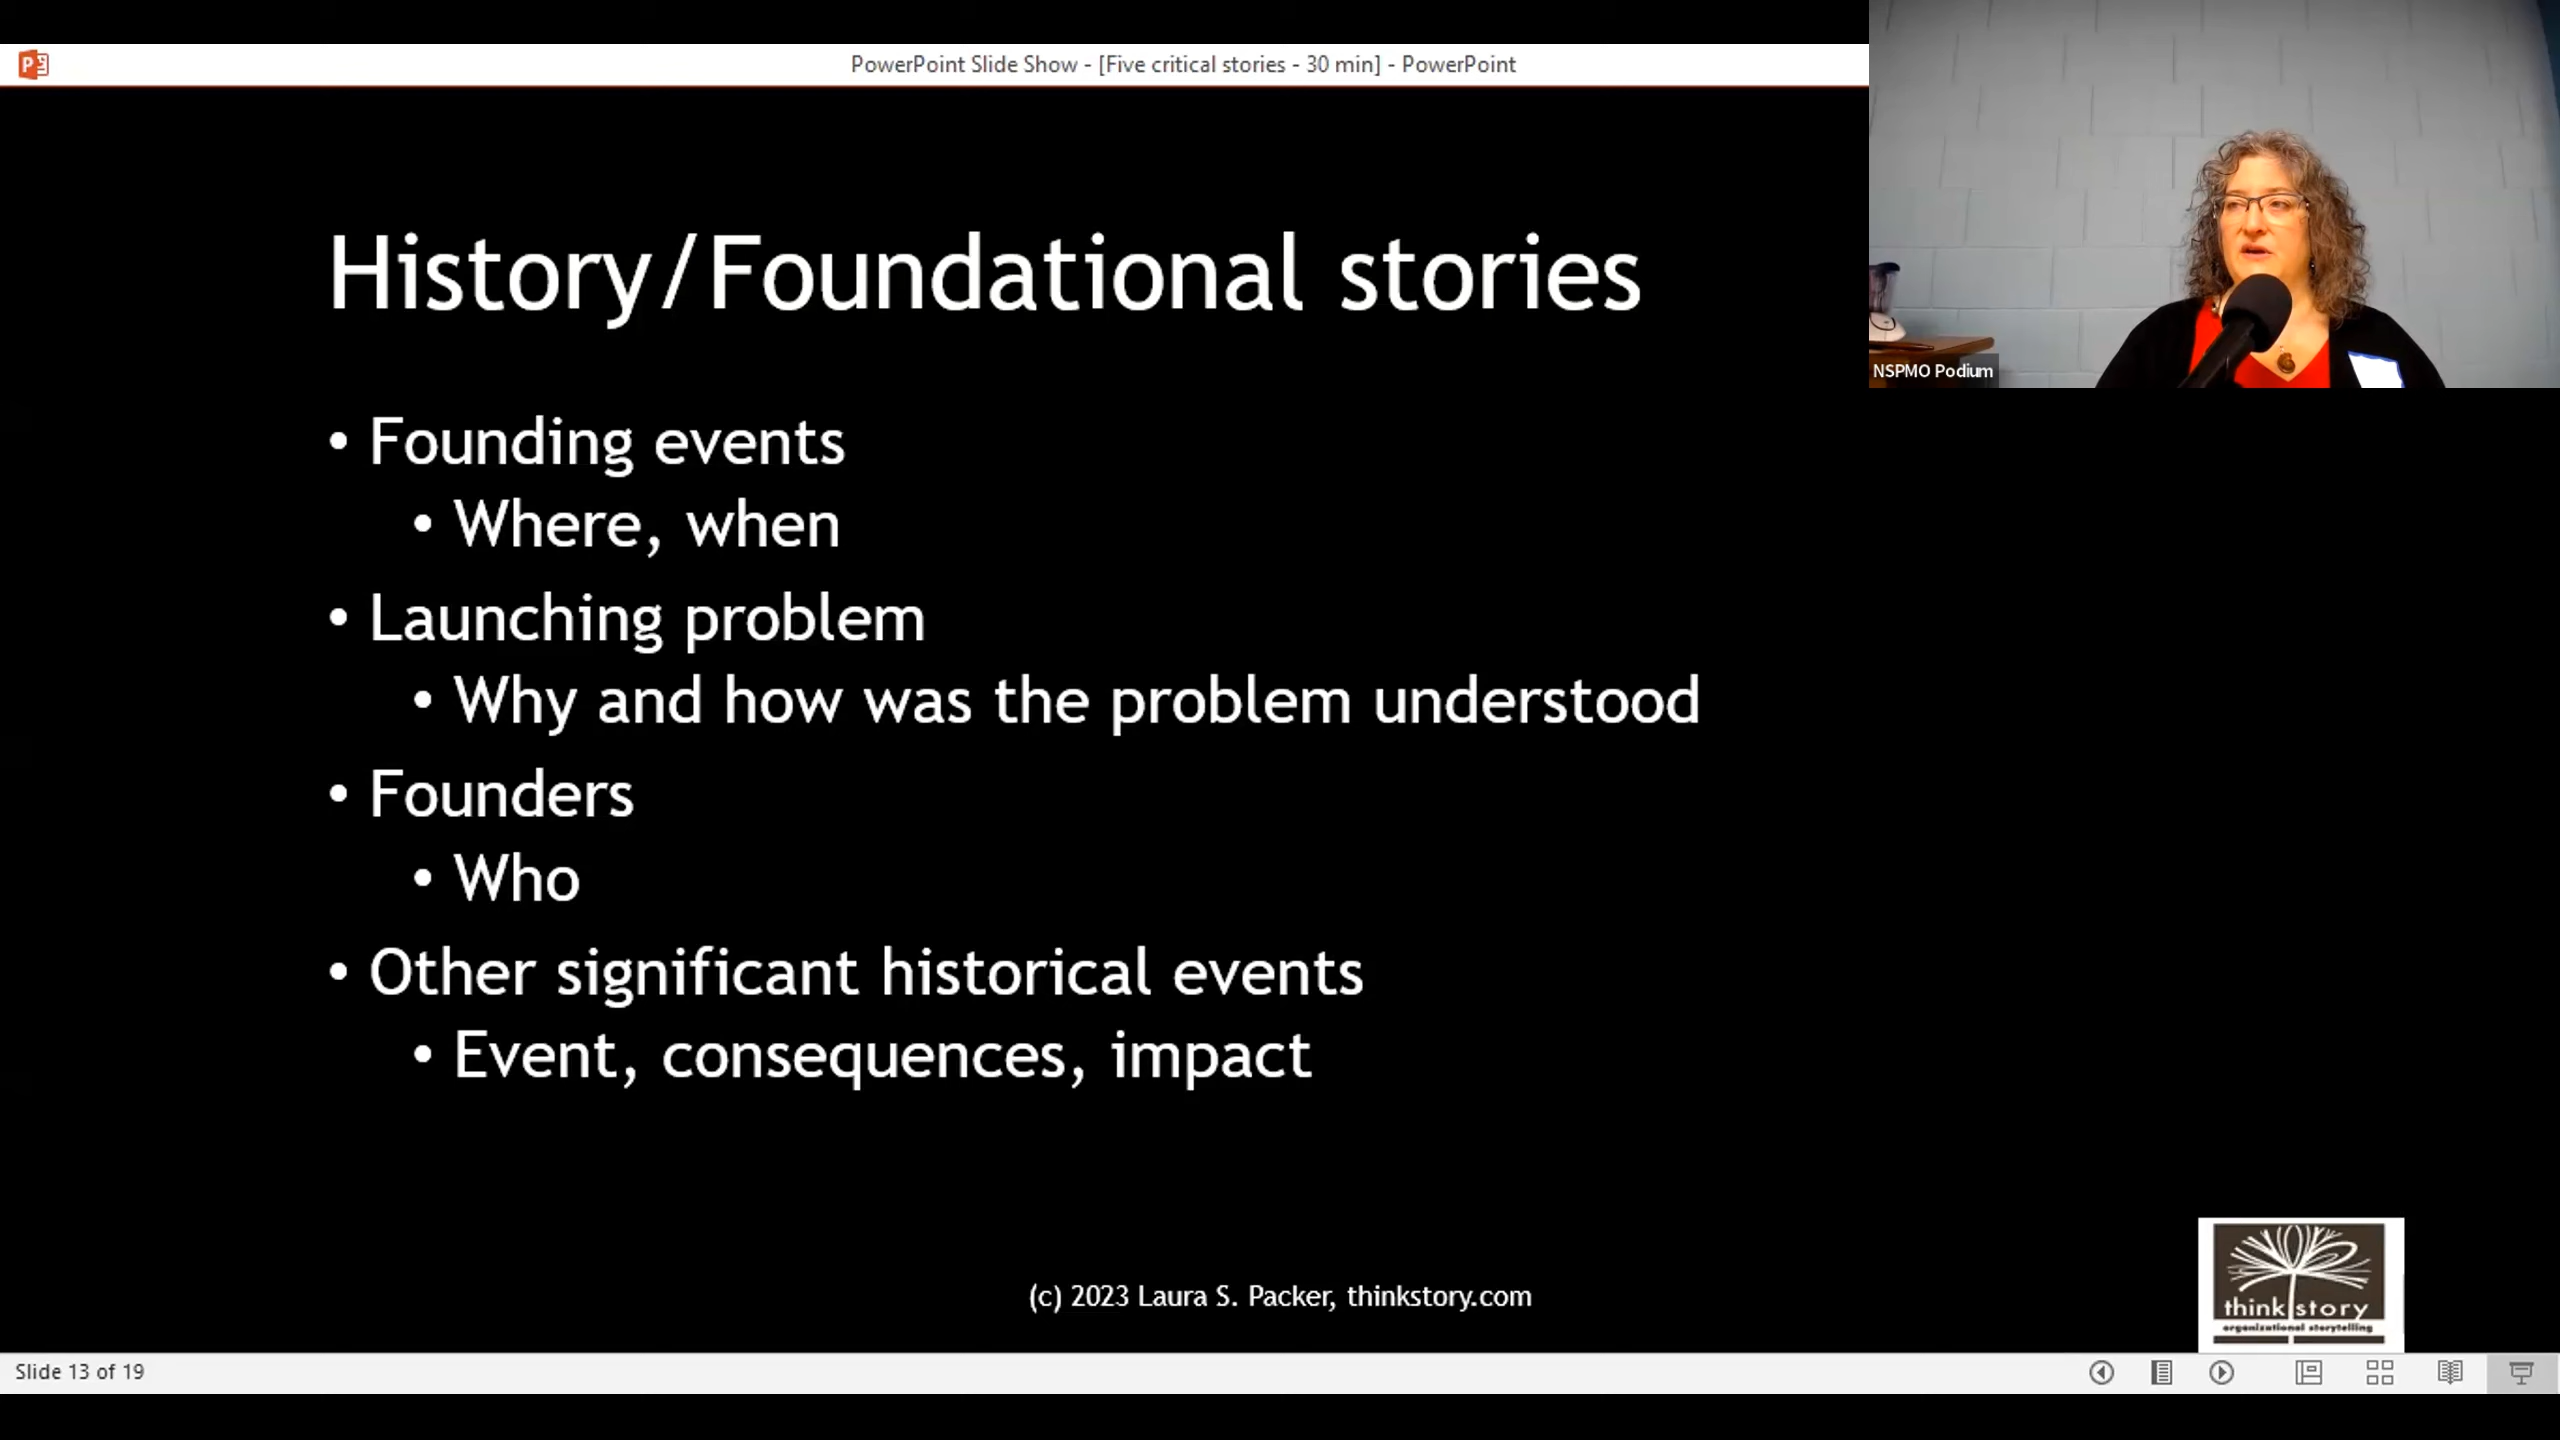 PowerPoint Slide Show - [Five critical stories - 30 min] - PowerPoint
NSPMO Podium
History/Foundational stories
• Founding events
• Where, when
• Launching problem
• Why and how was the problem understood
• Founders
• Who
• Other significant historical events
• Event, consequences, impact
(c) 2023 Laura S. Packer, thinkstory.com
think story
organizational storytelling
Slide 13 of 19